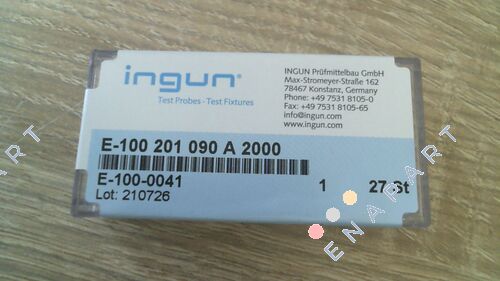 ingun®
Test Probes · Test Fixtures
INGUN Prüfmittelbau GmbH
Max-Stromeyer-Straße 162
78467 Konstanz, Germany
Phone: +49 7531 8105-0
Fax: +49 7531 8105-65
info@ingun.com
www.ingun.com
E-100 201 090 A 2000
E-100-0041 1 27 St
Lot: 210726
ENAPART